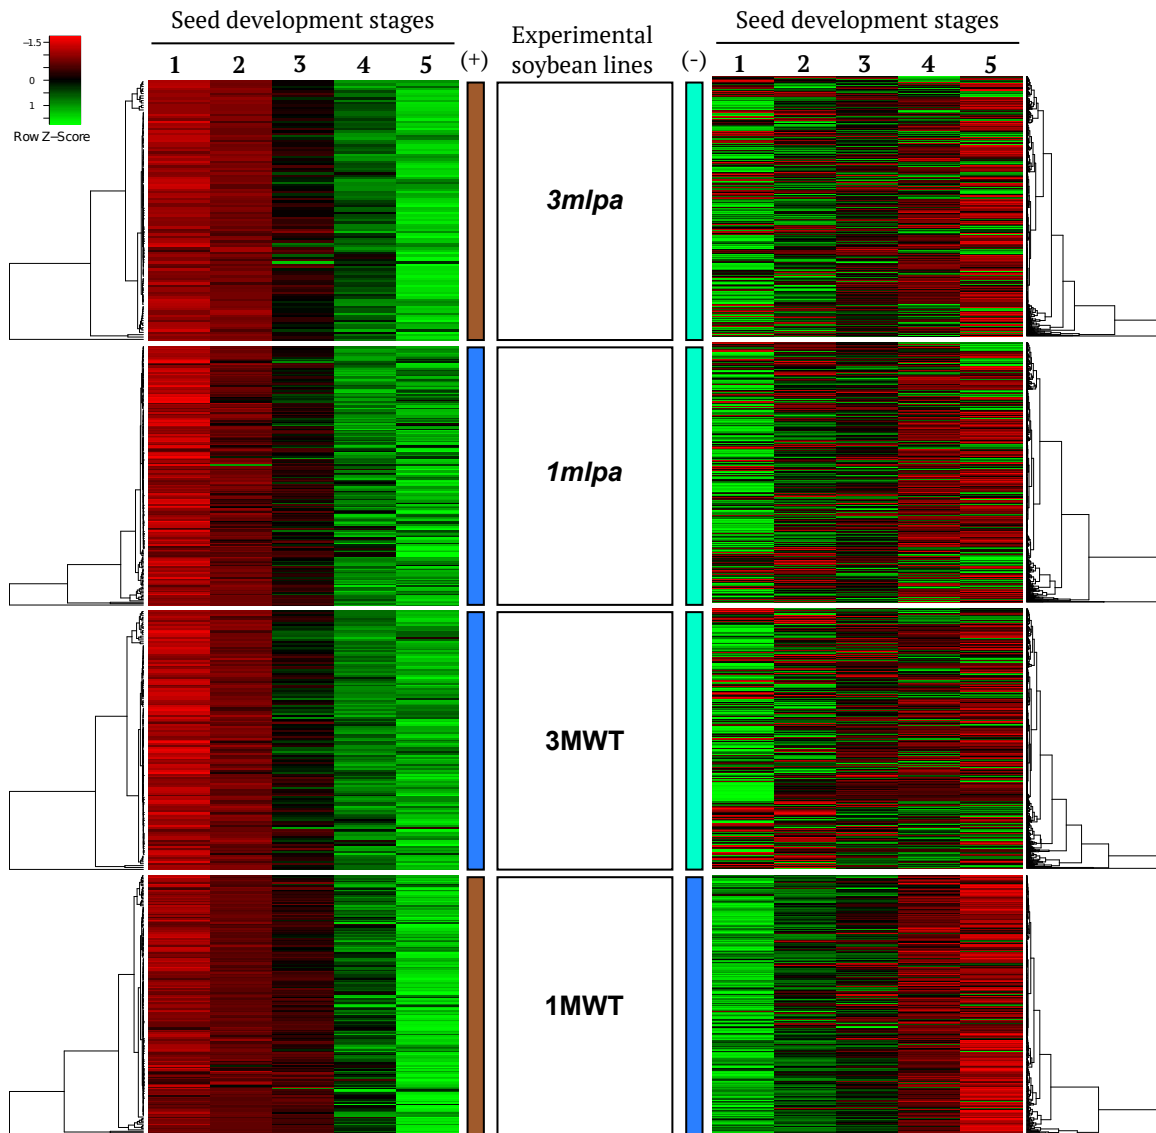 Seed development stages
Seed development stages
Experimental
soybean lines
(+)
(-)
1 2 3 4 5
1 2 3 4 5
-1.5
0
1
Row Z-Score
3mlpa
1mlpa
3MWT
1MWT